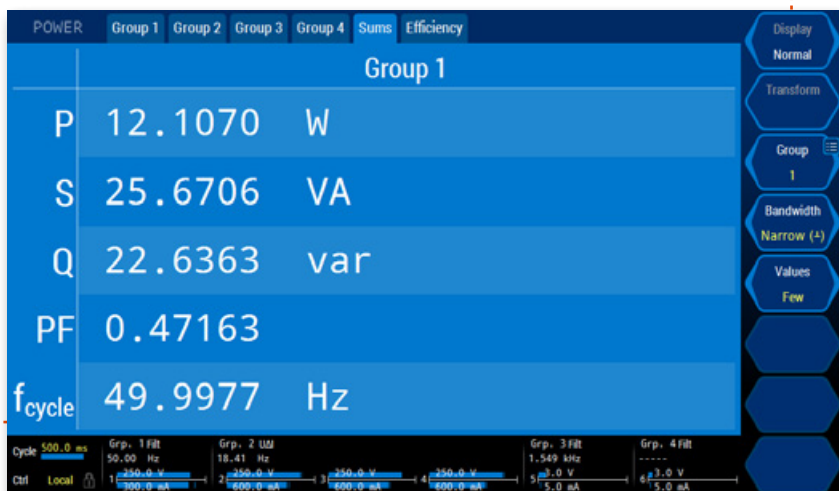 POWER Group 1 Group 2 Group 3 Group 4 Sums Efficiency
Group 1
P 12.1070 W
S 25.6706 VA
Q 22.6363 var
PF 0.47163
fcycle 49.9977 Hz
Display
Normal
Transform
Group
1
Bandwidth
Narrow (┴)
Values
Few
Cycle 500.0 ms Grp. 1 Filt Grp. 2 UΔI Grp. 3 Filt Grp. 4 Filt
50.00 Hz 18.41 Hz 1.549 kHz -----
Ctrl Local 1 250.0 V 2 250.0 V 3 250.0 V 4 250.0 V 5 3.0 V 6 3.0 V
300.0 mA 600.0 mA 600.0 mA 600.0 mA 5.0 mA 5.0 mA